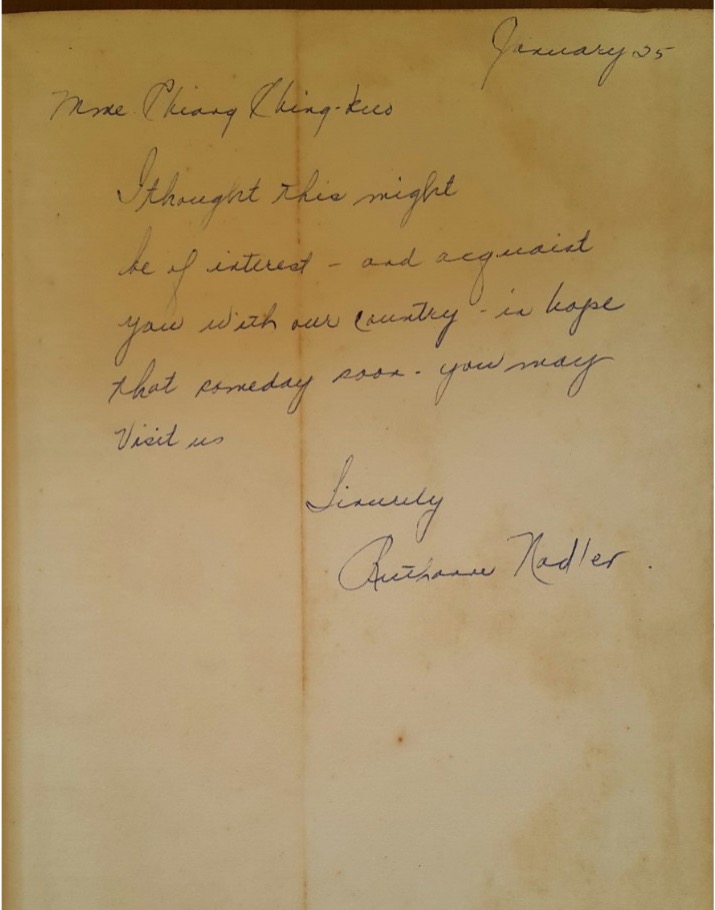 January 25
Mme. Chiang Ching-kuo
I thought this might
be of interest - and acquaint
you with our country - in hope
that someday soon - you may
Visit us
Sincerely
Ruthanne Nadler.